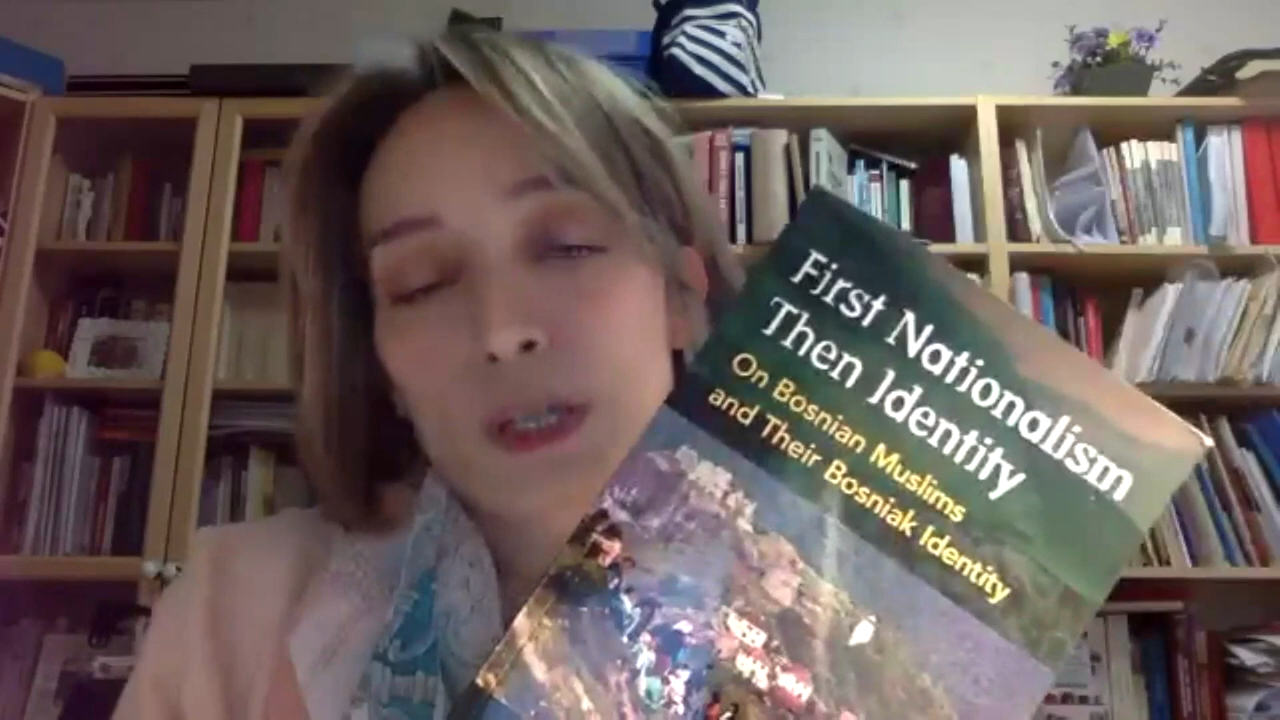 First Nationalism
Then Identity
On Bosnian Muslims
and Their Bosniak Identity